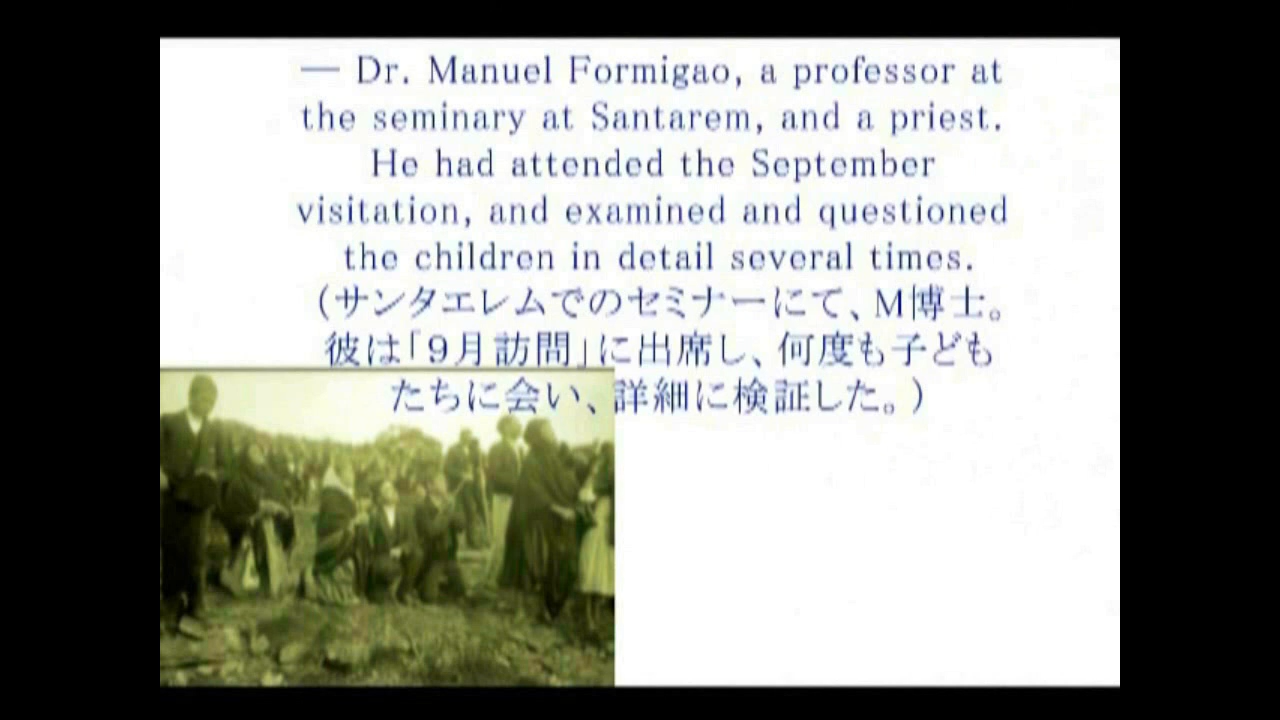 — Dr. Manuel Formigao, a professor at
the seminary at Santarem, and a priest.
He had attended the September
visitation, and examined and questioned
the children in detail several times.
(サンタエレムでのセミナーにて、M博士。
彼は「9月訪問」に出席し、何度も子ども
たちに会い、詳細に検証した。)